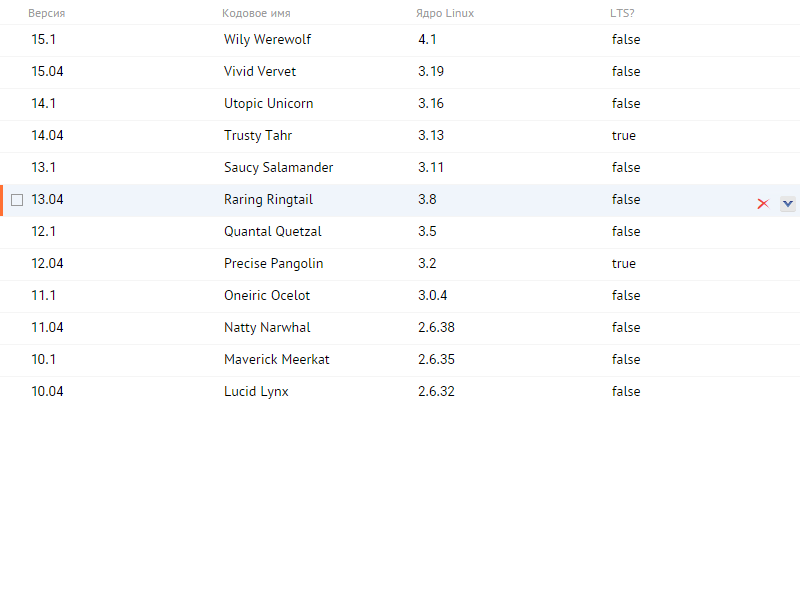 Версия Кодовое имя Ядро Linux LTS?
15.1 Wily Werewolf 4.1 false
15.04 Vivid Vervet 3.19 false
14.1 Utopic Unicorn 3.16 false
14.04 Trusty Tahr 3.13 true
13.1 Saucy Salamander 3.11 false
13.04 Raring Ringtail 3.8 false
12.1 Quantal Quetzal 3.5 false
12.04 Precise Pangolin 3.2 true
11.1 Oneiric Ocelot 3.0.4 false
11.04 Natty Narwhal 2.6.38 false
10.1 Maverick Meerkat 2.6.35 false
10.04 Lucid Lynx 2.6.32 false